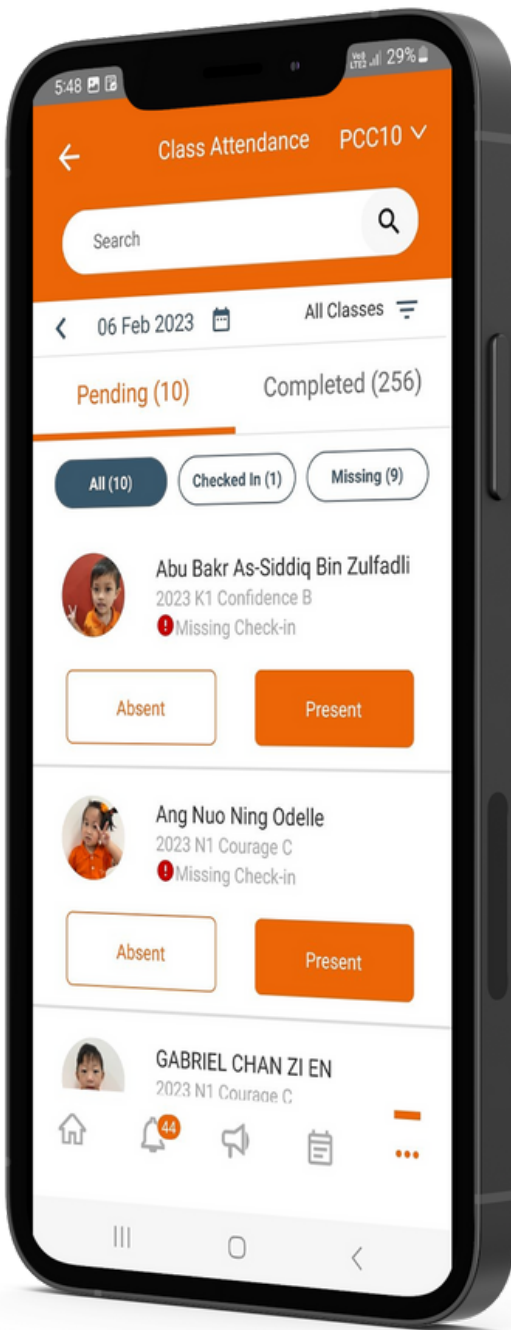 5:48 Vo)) LTE2 29%
Class Attendance PCC10
Search
06 Feb 2023 All Classes
Pending (10) Completed (256)
All (10) Checked In (1) Missing (9)
Abu Bakr As-Siddiq Bin Zulfadli
2023 K1 Confidence B
Missing Check-in
Absent Present
Ang Nuo Ning Odelle
2023 N1 Courage C
Missing Check-in
Absent Present
GABRIEL CHAN ZI EN
2023 N1 Courage C
44